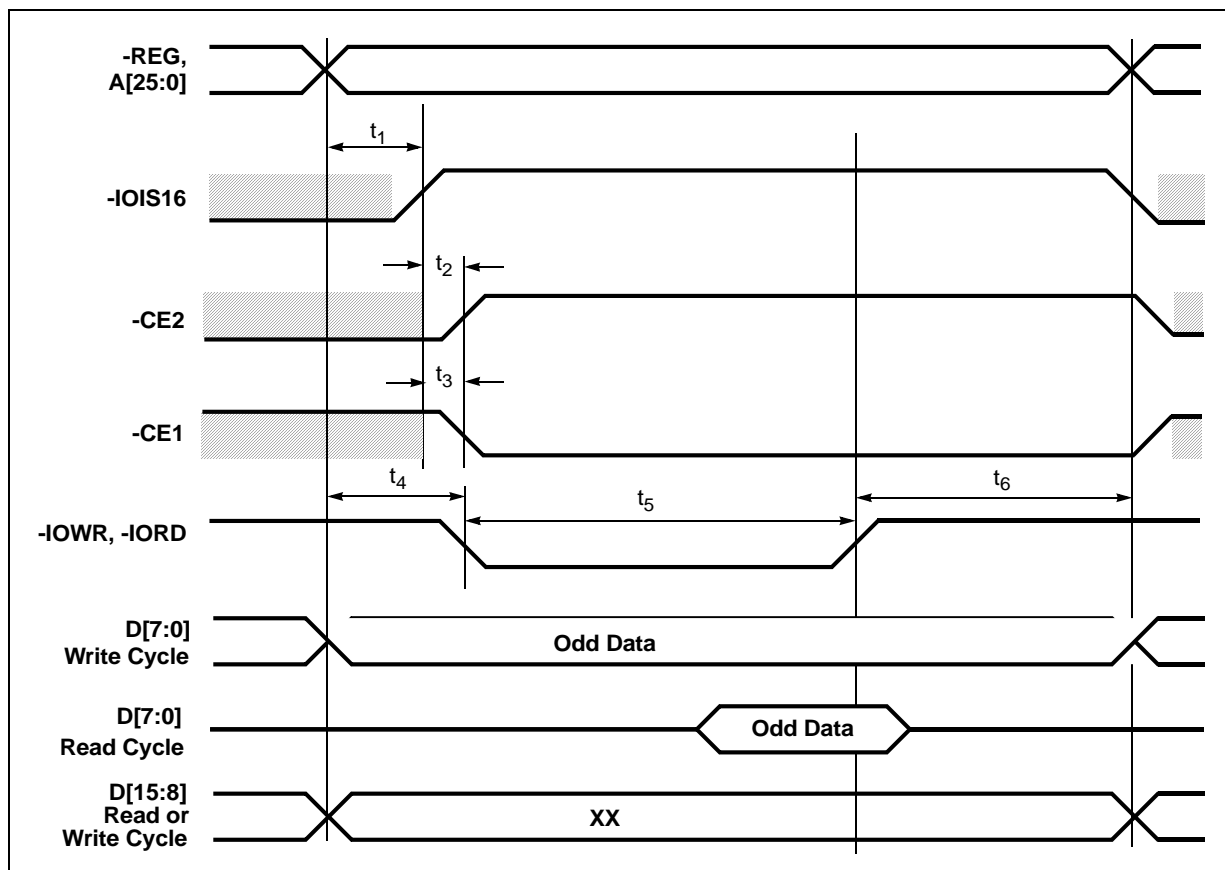 -REG,
A[25:0]
t1
-IOIS16
t2
-CE2
t3
-CE1
t4
t5
t6
-IOWR, -IORD
D[7:0]
Write Cycle
Odd Data
D[7:0]
Read Cycle
Odd Data
D[15:8]
Read or
Write Cycle
XX